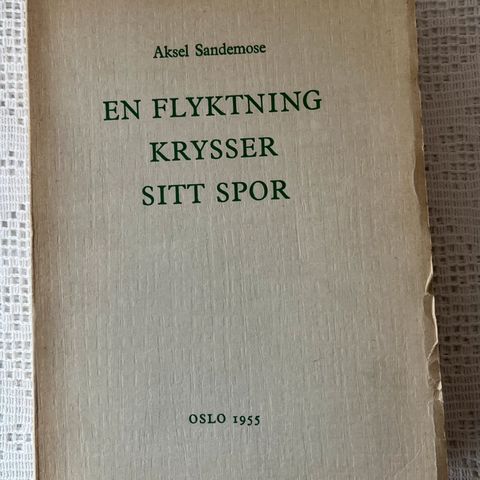 Aksel Sandemose
EN FLYKTNING
KRYSSER
SITT SPOR
OSLO 1955